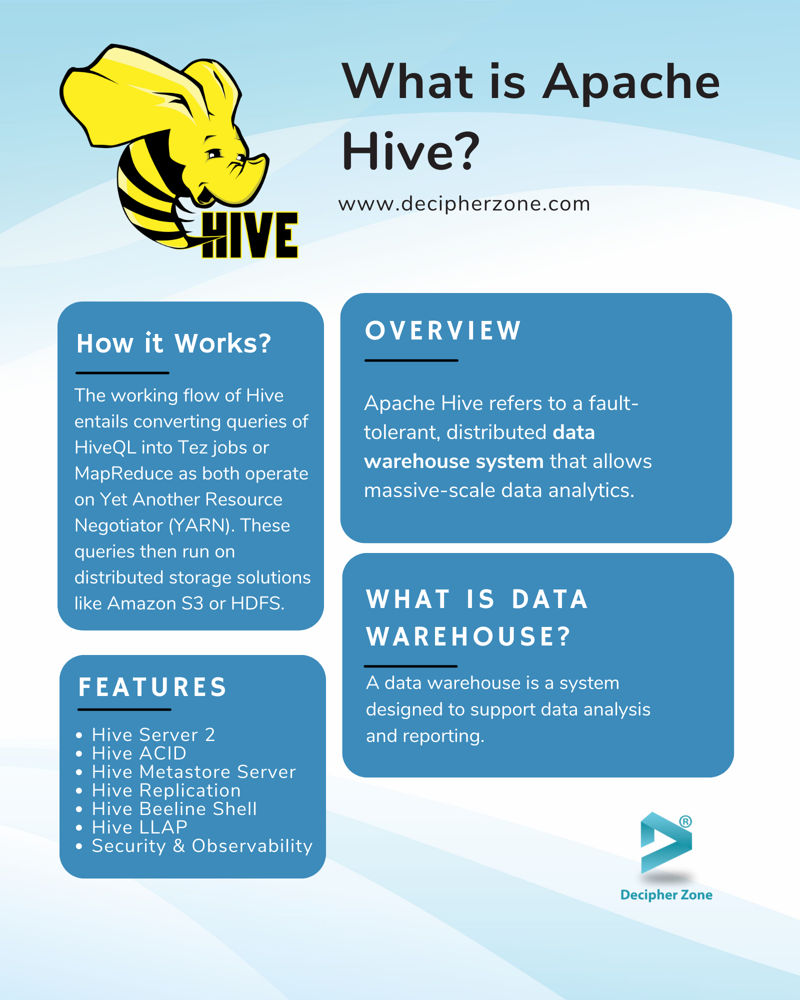 What is Apache
Hive?
www.decipherzone.com
HIVE
How it Works?
The working flow of Hive
entails converting queries of
HiveQL into Tez jobs or
MapReduce as both operate
on Yet Another Resource
Negotiator (YARN). These
queries then run on
distributed storage solutions
like Amazon S3 or HDFS.
OVERVIEW
Apache Hive refers to a fault-
tolerant, distributed data
warehouse system that allows
massive-scale data analytics.
WHAT IS DATA
WAREHOUSE?
A data warehouse is a system
designed to support data analysis
and reporting.
FEATURES
• Hive Server 2
• Hive ACID
• Hive Metastore Server
• Hive Replication
• Hive Beeline Shell
• Hive LLAP
• Security & Observability
®
Decipher Zone